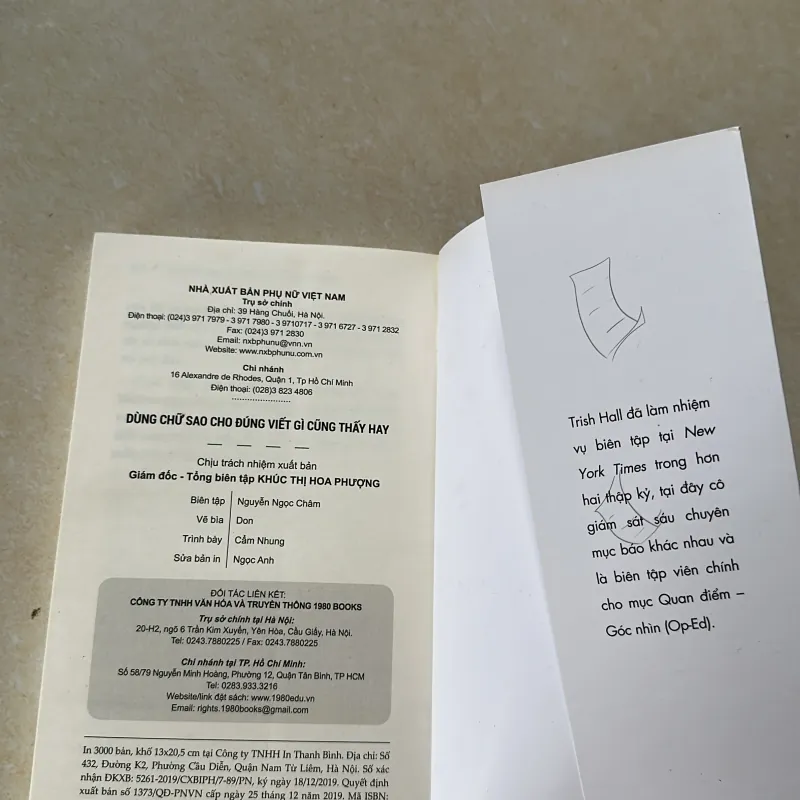 NHÀ XUẤT BẢN PHỤ NỮ VIỆT NAM
Trụ sở chính
Địa chỉ: 39 Hàng Chuối, Hà Nội.
Điện thoại: (024)3 971 7979 - 3 971 7980 - 3 9710717 - 3 971 6727 - 3 971 2832
Fax: (024)3 971 2830
Email: nxbphunu@vnn.vn
Website: www.nxbphunu.com.vn
Chi nhánh
16 Alexandre de Rhodes, Quận 1, Tp Hồ Chí Minh
Điện thoại: (028)3 823 4806
DÙNG CHỮ SAO CHO ĐÚNG VIẾT GÌ CŨNG THẤY HAY
Chịu trách nhiệm xuất bản
Giám đốc - Tổng biên tập KHÚC THỊ HOA PHƯỢNG
Biên tập Nguyễn Ngọc Châm
Vẽ bìa Don
Trình bày Cẩm Nhung
Sửa bản in Ngọc Anh
ĐỐI TÁC LIÊN KẾT:
CÔNG TY TNHH VĂN HÓA VÀ TRUYỀN THÔNG 1980 BOOKS
Trụ sở chính tại Hà Nội:
20-H2, ngõ 6 Trần Kim Xuyến, Yên Hòa, Cầu Giấy, Hà Nội.
Tel: 0243.7880225 / Fax: 0243.7880225
Chi nhánh tại TP. Hồ Chí Minh:
Số 58/79 Nguyễn Minh Hoàng, Phường 12, Quận Tân Bình, TP HCM
Tel: 0283.933.3216
Website/link đặt sách: www.1980edu.vn
Email: rights.1980books@gmail.com
In 3000 bản, khổ 13x20,5 cm tại Công ty TNHH In Thanh Bình. Địa chỉ: Số
432, Đường K2, Phường Cầu Diễn, Quận Nam Từ Liêm, Hà Nội. Số xác
nhận ĐKXB: 5261-2019/CXBIPH/7-89/PN, ký ngày 18/12/2019. Quyết định
xuất bản số 1373/QĐ-PNVN cấp ngày 25 tháng 12 năm 2019. Mã ISBN:
Trish Hall đã làm nhiệm
vụ biên tập tại New
York Times trong hơn
hai thập kỷ, tại đây cô
giám sát sáu chuyên
mục báo khác nhau và
là biên tập viên chính
cho mục Quan điểm –
Góc nhìn (Op-Ed).